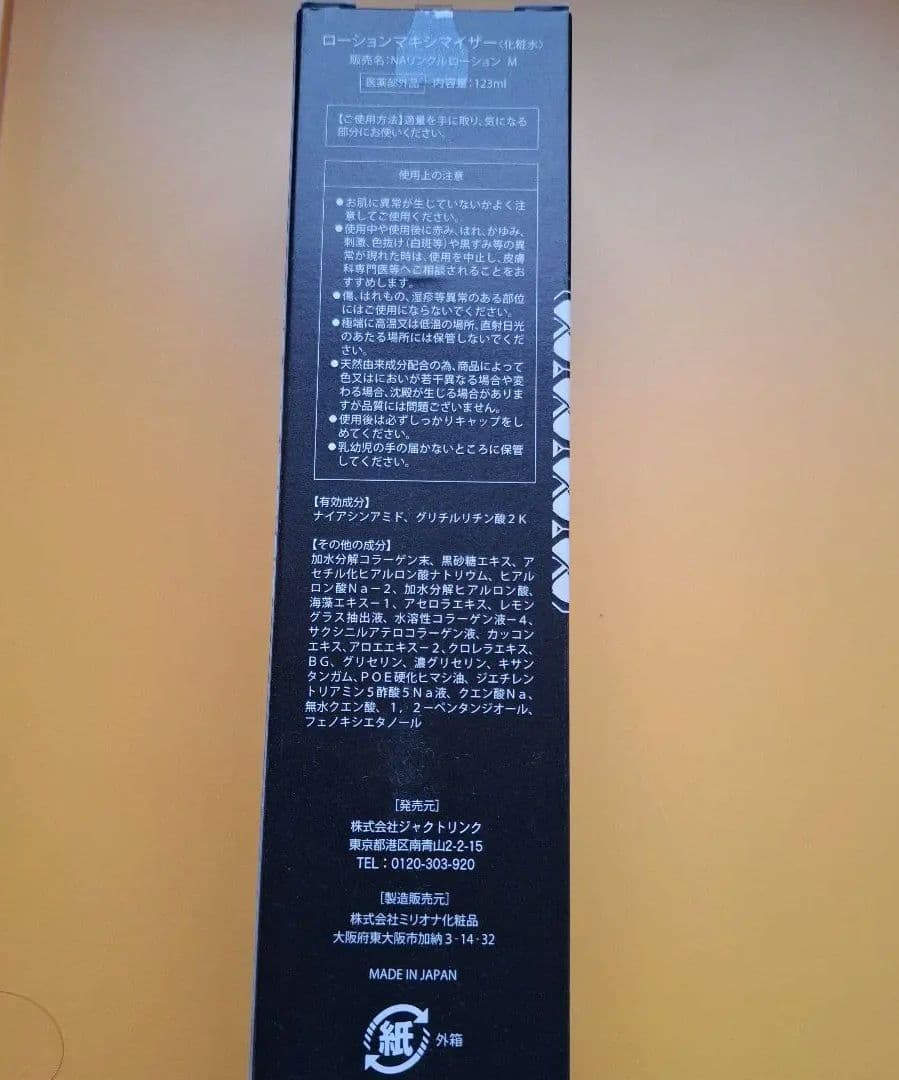 ローションマキシマイザー〈化粧水〉
販売名：NAリンクルローション M
医薬部外品 内容量：123ml
【ご使用方法】適量を手に取り、気になる
部分にお使いください。
使用上の注意
●お肌に異常が生じていないかよく注
意してご使用ください。
●使用中や使用後に赤み、はれ、かゆみ、
刺激、色抜け（白斑等）や黒ずみ等の異
常が現れた時は、使用を中止し、皮膚
科専門医等へご相談されることをお
すすめします。
●傷、はれもの、湿疹等異常のある部位
にはご使用にならないでください。
●極端に高温又は低温の場所、直射日光
のあたる場所には保管しないでくだ
さい。
●天然由来成分配合の為、商品によって
色又はにおいが若干異なる場合や変
わる場合、沈殿が生じる場合がありま
すが品質には問題ございません。
●使用後は必ずしっかりキャップをし
めてください。
●乳幼児の手の届かないところに保管
してください。
【有効成分】
ナイアシンアミド、グリチルリチン酸２Ｋ
【その他の成分】
加水分解コラーゲン末、黒砂糖エキス、ア
セチル化ヒアルロン酸ナトリウム、ヒアル
ロン酸Ｎａ－２、加水分解ヒアルロン酸、
海藻エキス－１、アセロラエキス、レモン
グラス抽出液、水溶性コラーゲン液－４、
サクシニルアテロコラーゲン液、カッコン
エキス、アロエエキス－２、クロレラエキス、
ＢＧ、グリセリン、濃グリセリン、キサン
タンガム、ＰＯＥ硬化ヒマシ油、ジエチレン
トリアミン５酢酸５Ｎａ液、クエン酸Ｎａ、
無水クエン酸、１，２－ペンタンジオール、
フェノキシエタノール
［発売元］
株式会社ジャクトリンク
東京都港区南青山2-2-15
TEL：0120-303-920
［製造販売元］
株式会社ミリオナ化粧品
大阪府東大阪市加納３-14-32
MADE IN JAPAN
紙 外箱